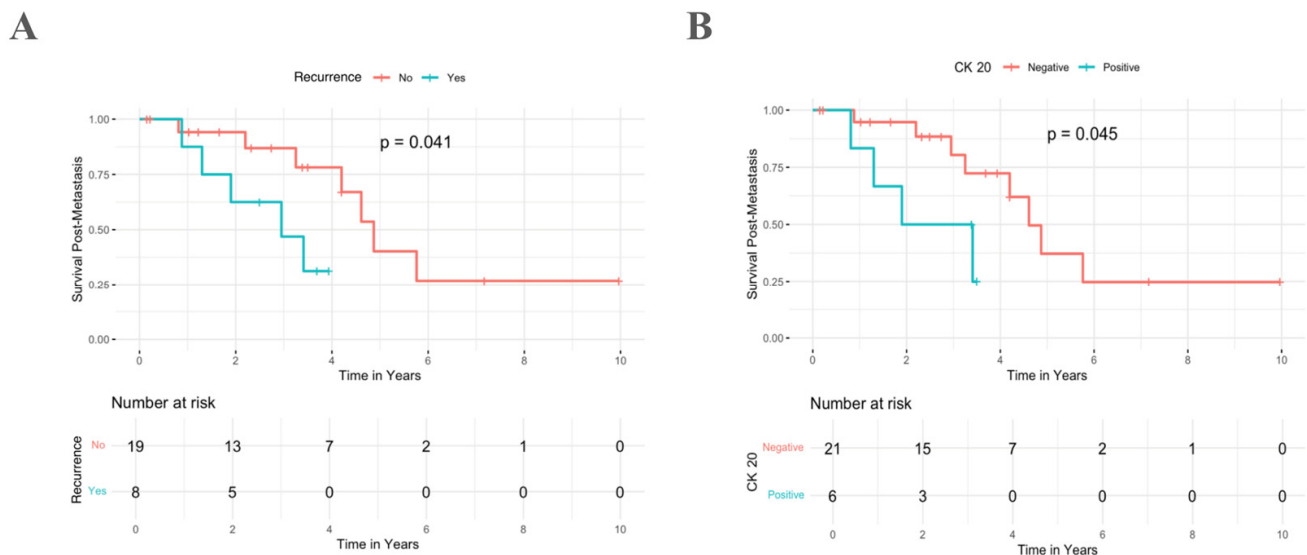 A
Recurrence No Yes
1.00
0.75
0.50
0.25
0.00
Survival Post-Metastasis
p = 0.041
0 2 4 6 8 10
Time in Years
Number at risk
Recurrence
No 19 13 7 2 1 0
Yes 8 5 0 0 0 0
0 2 4 6 8 10
Time in Years
B
CK 20 Negative Positive
1.00
0.75
0.50
0.25
0.00
Survival Post-Metastasis
p = 0.045
0 2 4 6 8 10
Time in Years
Number at risk
CK 20
Negative 21 15 7 2 1 0
Positive 6 3 0 0 0 0
0 2 4 6 8 10
Time in Years